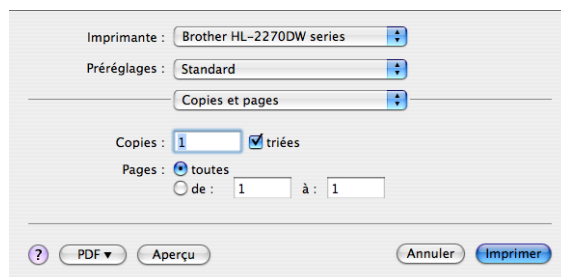 Imprimante : Brother HL-2270DW series
Préréglages : Standard
Copies et pages
Copies : 1 triées
Pages : toutes
de : 1 à : 1
? PDF ▼ Aperçu Annuler Imprimer